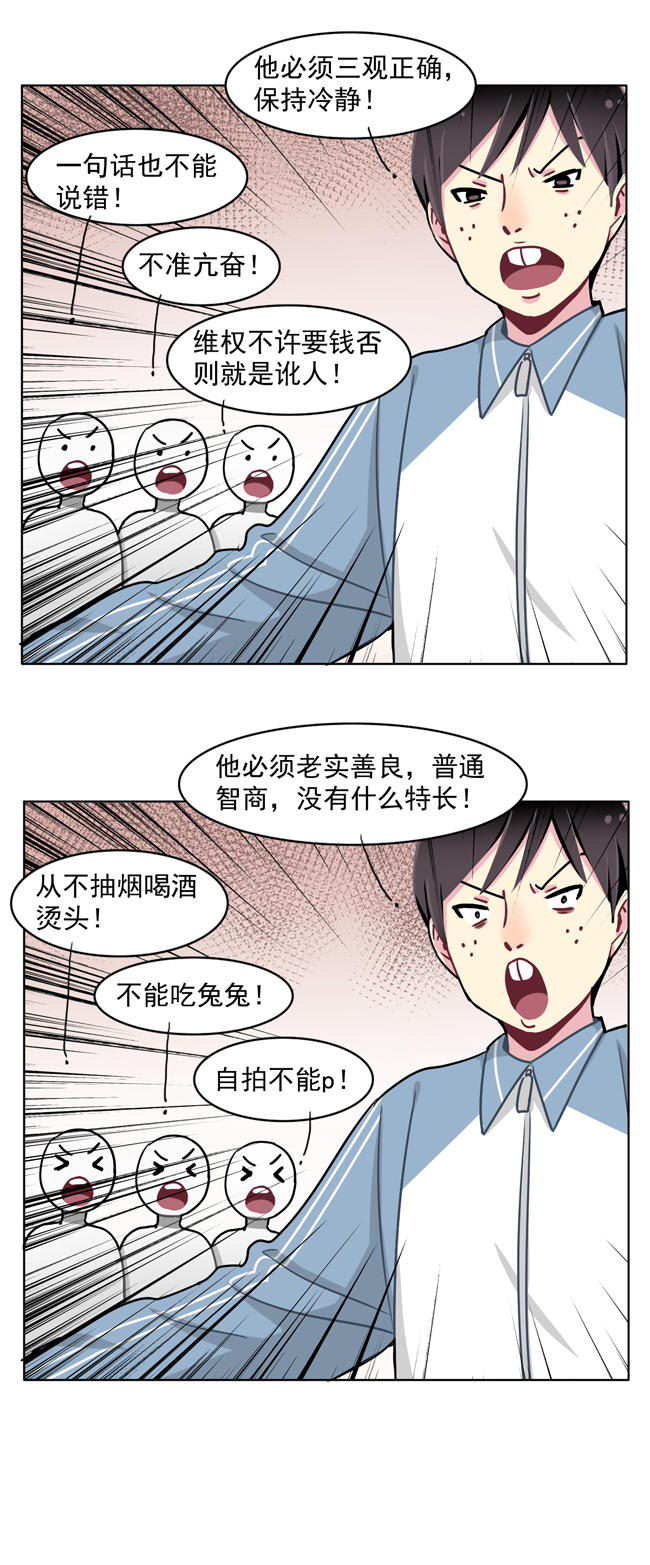 他必须三观正确，
保持冷静！
一句话也不能
说错！
不准亢奋！
维权不许要钱否
则就是讹人！
他必须老实善良，普通
智商，没有什么特长！
从不抽烟喝酒
烫头！
不能吃兔兔！
自拍不能p！